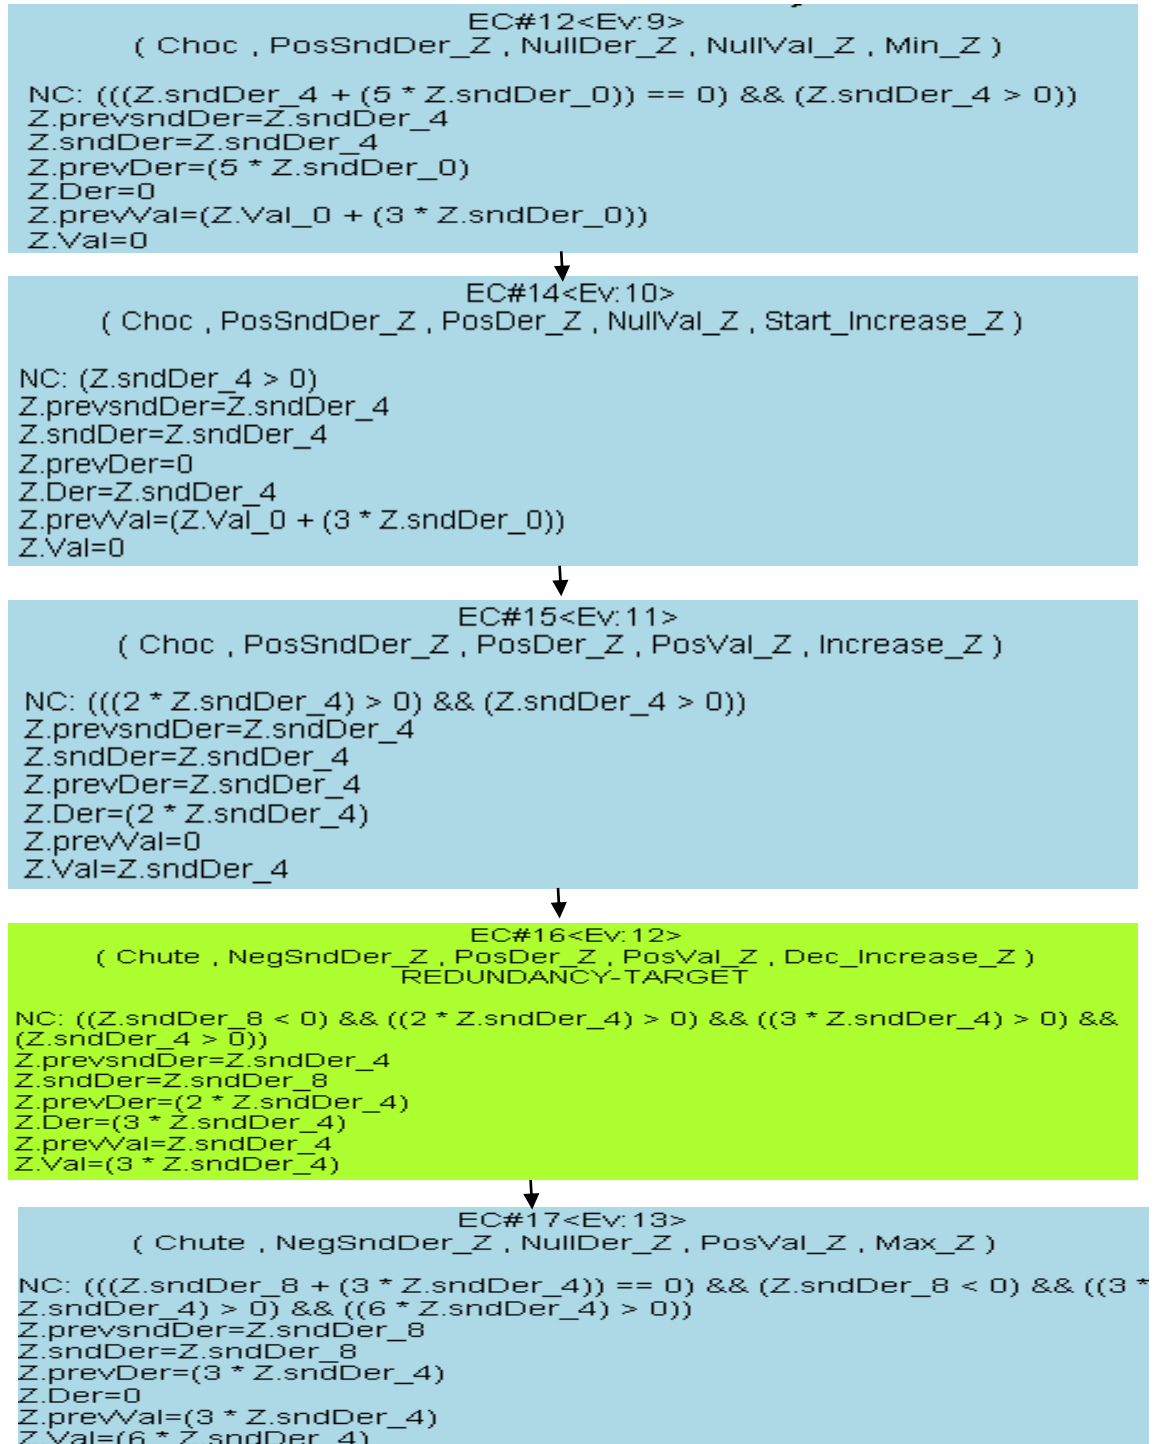 EC#12<Ev:9>
( Choc , PosSndDer_Z , NullDer_Z , NullVal_Z , Min_Z )
NC: (((Z.sndDer_4 + (5 * Z.sndDer_0)) == 0) && (Z.sndDer_4 > 0))
Z.prevsndDer=Z.sndDer_4
Z.sndDer=Z.sndDer_4
Z.prevDer=(5 * Z.sndDer_0)
Z.Der=0
Z.prevVal=(Z.Val_0 + (3 * Z.sndDer_0))
Z.Val=0
EC#14<Ev:10>
( Choc , PosSndDer_Z , PosDer_Z , NullVal_Z , Start_Increase_Z )
NC: (Z.sndDer_4 > 0)
Z.prevsndDer=Z.sndDer_4
Z.sndDer=Z.sndDer_4
Z.prevDer=0
Z.Der=Z.sndDer_4
Z.prevVal=(Z.Val_0 + (3 * Z.sndDer_0))
Z.Val=0
EC#15<Ev:11>
( Choc , PosSndDer_Z , PosDer_Z , PosVal_Z , Increase_Z )
NC: (((2 * Z.sndDer_4) > 0) && (Z.sndDer_4 > 0))
Z.prevsndDer=Z.sndDer_4
Z.sndDer=Z.sndDer_4
Z.prevDer=Z.sndDer_4
Z.Der=(2 * Z.sndDer_4)
Z.prevVal=0
Z.Val=Z.sndDer_4
EC#16<Ev:12>
( Chute , NegSndDer_Z , PosDer_Z , PosVal_Z , Dec_Increase_Z )
REDUNDANCY-TARGET
NC: ((Z.sndDer_8 < 0) && ((2 * Z.sndDer_4) > 0) && ((3 * Z.sndDer_4) > 0) &&
(Z.sndDer_4 > 0))
Z.prevsndDer=Z.sndDer_4
Z.sndDer=Z.sndDer_8
Z.prevDer=(2 * Z.sndDer_4)
Z.Der=(3 * Z.sndDer_4)
Z.prevVal=Z.sndDer_4
Z.Val=(3 * Z.sndDer_4)
EC#17<Ev:13>
( Chute , NegSndDer_Z , NullDer_Z , PosVal_Z , Max_Z )
NC: (((Z.sndDer_8 + (3 * Z.sndDer_4)) == 0) && (Z.sndDer_8 < 0) && ((3 *
Z.sndDer_4) > 0) && ((6 * Z.sndDer_4) > 0))
Z.prevsndDer=Z.sndDer_8
Z.sndDer=Z.sndDer_8
Z.prevDer=(3 * Z.sndDer_4)
Z.Der=0
Z.prevVal=(3 * Z.sndDer_4)
Z.Val=(6 * Z.sndDer_4)